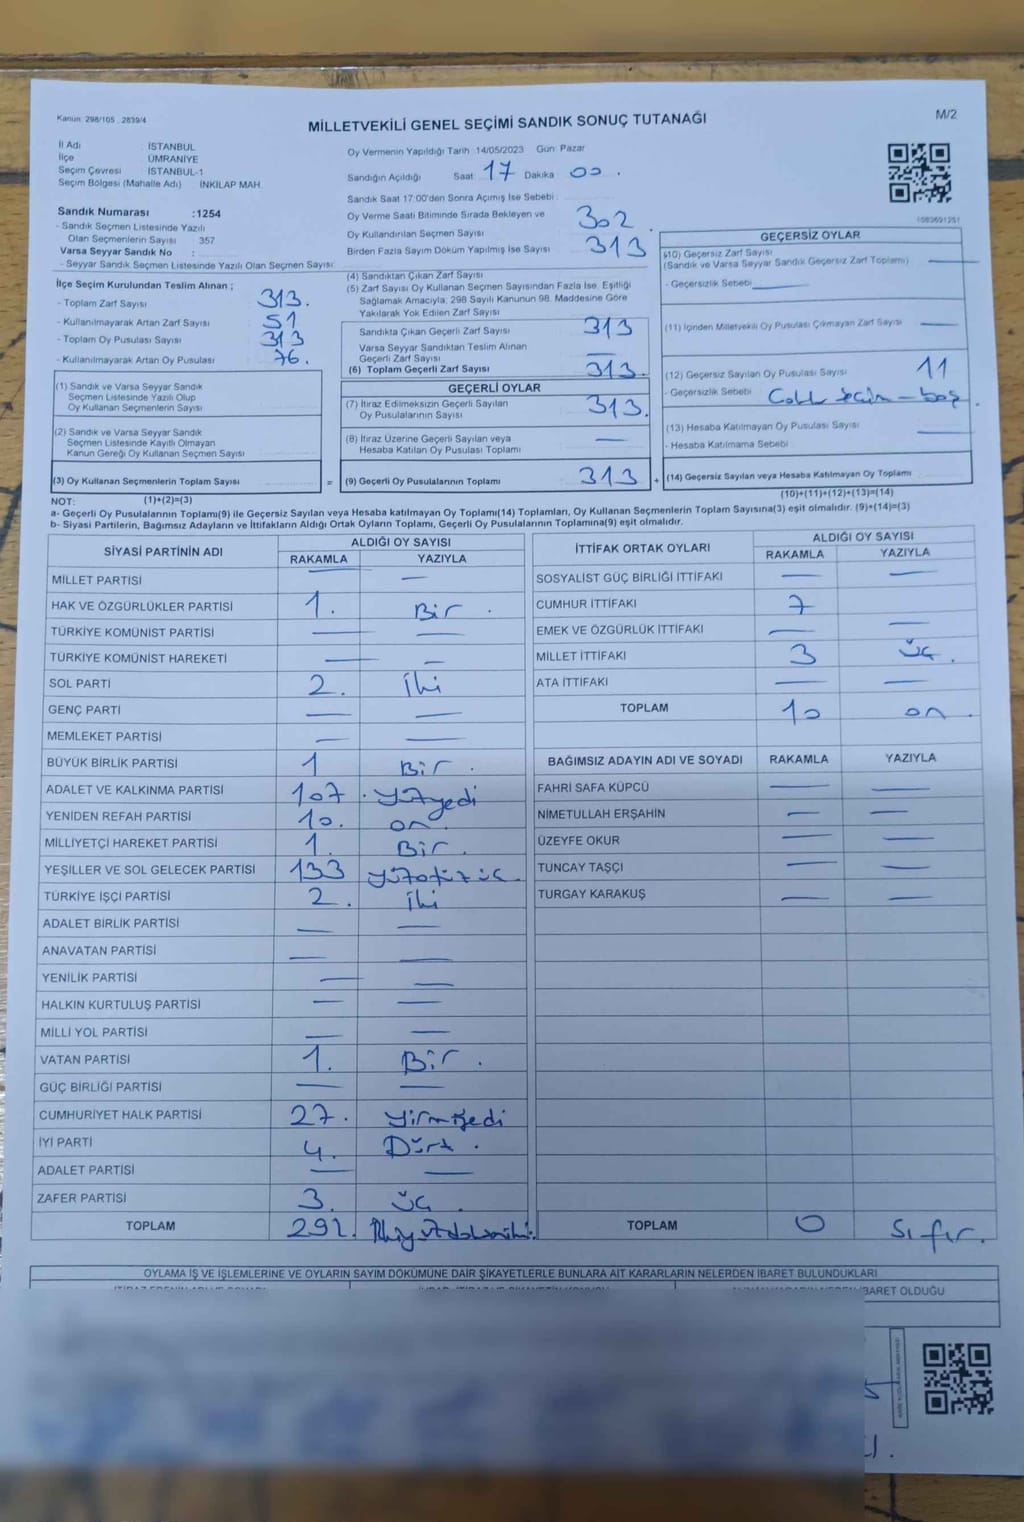 Kanun: 298/105 , 2839/4
MİLLETVEKİLİ GENEL SEÇİMİ SANDIK SONUÇ TUTANAĞI
M/2
İl Adı : İSTANBUL
İlçe ÜMRANİYE
Seçim Çevresi : İSTANBUL-1
Seçim Bölgesi (Mahalle Adı) : İNKILAP MAH.
Sandık Numarası :1254
- Sandık Seçmen Listesinde Yazılı
Olan Seçmenlerin Sayısı : 357
Varsa Seyyar Sandık No :
- Seyyar Sandık Seçmen Listesinde Yazılı Olan Seçmen Sayısı:
Oy Vermenin Yapıldığı Tarih :14/05/2023 Gün: Pazar
Sandığın Açıldığı Saat: 17 Dakika 00 .
Sandık Saat 17:00'den Sonra Açımış İse Sebebi :
Oy Verme Saati Bitiminde Sırada Bekleyen ve
Oy Kullandırılan Seçmen Sayısı 302
Birden Fazla Sayım Döküm Yapılmış İse Sayısı 313
İlçe Seçim Kurulundan Teslim Alınan ;
- Toplam Zarf Sayısı 313.
- Kullanılmayarak Artan Zarf Sayısı 51
- Toplam Oy Pusulası Sayısı 313
- Kullanılmayarak Artan Oy Pusulası 76.
(1) Sandık ve Varsa Seyyar Sandık
Seçmen Listesinde Yazılı Olup
Oy Kullanan Seçmenlerin Sayısı
(2) Sandık ve Varsa Seyyar Sandık
Seçmen Listesinde Kayıtlı Olmayan
Kanun Gereği Oy Kullanan Seçmen Sayısı
(3) Oy Kullanan Seçmenlerin Toplam Sayısı =
(4) Sandıktan Çıkan Zarf Sayısı
(5) Zarf Sayısı Oy Kullanan Seçmen Sayısından Fazla İse, Eşitliği
Sağlamak Amacıyla, 298 Sayılı Kanunun 98. Maddesine Göre
Yakılarak Yok Edilen Zarf Sayısı
Sandıkta Çıkan Geçerli Zarf Sayısı 313
Varsa Seyyar Sandıktan Teslim Alınan
Geçerli Zarf Sayısı —
(6) Toplam Geçerli Zarf Sayısı 313.
GEÇERLİ OYLAR
(7) İtiraz Edilmeksizin Geçerli Sayılan
Oy Pusulalarının Sayısı 313.
(8) İtiraz Üzerine Geçerli Sayılan veya
Hesaba Katılan Oy Pusulası Toplamı —
(9) Geçerli Oy Pusulalarının Toplamı 313 +
1583691251
GEÇERSİZ OYLAR
(10) Geçersiz Zarf Sayısı
(Sandık ve Varsa Seyyar Sandık Geçersiz Zarf Toplamı) —
- Geçersizlik Sebebi —
(11) İçinden Milletvekili Oy Pusulası Çıkmayan Zarf Sayısı —
(12) Geçersiz Sayılan Oy Pusulası Sayısı 11
- Geçersizlik Sebebi boş .
(13) Hesaba Katılmayan Oy Pusulası Sayısı —
- Hesaba Katılmama Sebebi
(14) Geçersiz Sayılan veya Hesaba Katılmayan Oy Toplamı
NOT: (1)+(2)=(3) (10)+(11)+(12)+(13)=(14)
a- Geçerli Oy Pusulalarının Toplamı(9) ile Geçersiz Sayılan veya Hesaba katılmayan Oy Toplamı(14) Toplamları, Oy Kullanan Seçmenlerin Toplam Sayısına(3) eşit olmalıdır. (9)+(14)=(3)
b- Siyasi Partilerin, Bağımsız Adayların ve İttifakların Aldığı Ortak Oyların Toplamı, Geçerli Oy Pusulalarının Toplamına(9) eşit olmalıdır.
SİYASİ PARTİNİN ADI ALDIĞI OY SAYISI
RAKAMLA YAZIYLA
MİLLET PARTİSİ — —
HAK VE ÖZGÜRLÜKLER PARTİSİ 1. Bir .
TÜRKİYE KOMÜNİST PARTİSİ — —
TÜRKİYE KOMÜNİST HAREKETİ — —
SOL PARTİ 2. İki
GENÇ PARTİ — —
MEMLEKET PARTİSİ — —
BÜYÜK BİRLİK PARTİSİ 1 Bir .
ADALET VE KALKINMA PARTİSİ 107 . yüzyedi
YENİDEN REFAH PARTİSİ 10. on.
MİLLİYETÇİ HAREKET PARTİSİ 1. Bir .
YEŞİLLER VE SOL GELECEK PARTİSİ 133 yüzotuzüç.
TÜRKİYE İŞÇİ PARTİSİ 2. İki
ADALET BİRLİK PARTİSİ — —
ANAVATAN PARTİSİ — —
YENİLİK PARTİSİ — —
HALKIN KURTULUŞ PARTİSİ — —
MİLLİ YOL PARTİSİ — —
VATAN PARTİSİ 1. Bir .
GÜÇ BİRLİĞİ PARTİSİ — —
CUMHURİYET HALK PARTİSİ 27. yirmiyedi
İYİ PARTİ 4. Dört .
ADALET PARTİSİ — —
ZAFER PARTİSİ 3. üç .
TOPLAM 292.
İTTİFAK ORTAK OYLARI ALDIĞI OY SAYISI
RAKAMLA YAZIYLA
SOSYALİST GÜÇ BİRLİĞİ İTTİFAKI — —
CUMHUR İTTİFAKI 7
EMEK VE ÖZGÜRLÜK İTTİFAKI — —
MİLLET İTTİFAKI 3 üç .
ATA İTTİFAKI — —
TOPLAM 10 on .
BAĞIMSIZ ADAYIN ADI VE SOYADI RAKAMLA YAZIYLA
FAHRİ SAFA KÜPCÜ — —
NİMETULLAH ERŞAHİN — —
ÜZEYFE OKUR — —
TUNCAY TAŞÇI — —
TURGAY KARAKUŞ — —
TOPLAM 0 sıfır.
OYLAMA İŞ VE İŞLEMLERİNE VE OYLARIN SAYIM DÖKÜMÜNE DAİR ŞİKAYETLERLE BUNLARA AİT KARARLARIN NELERDEN İBARET BULUNDUKLARI
İBARET OLDUĞU